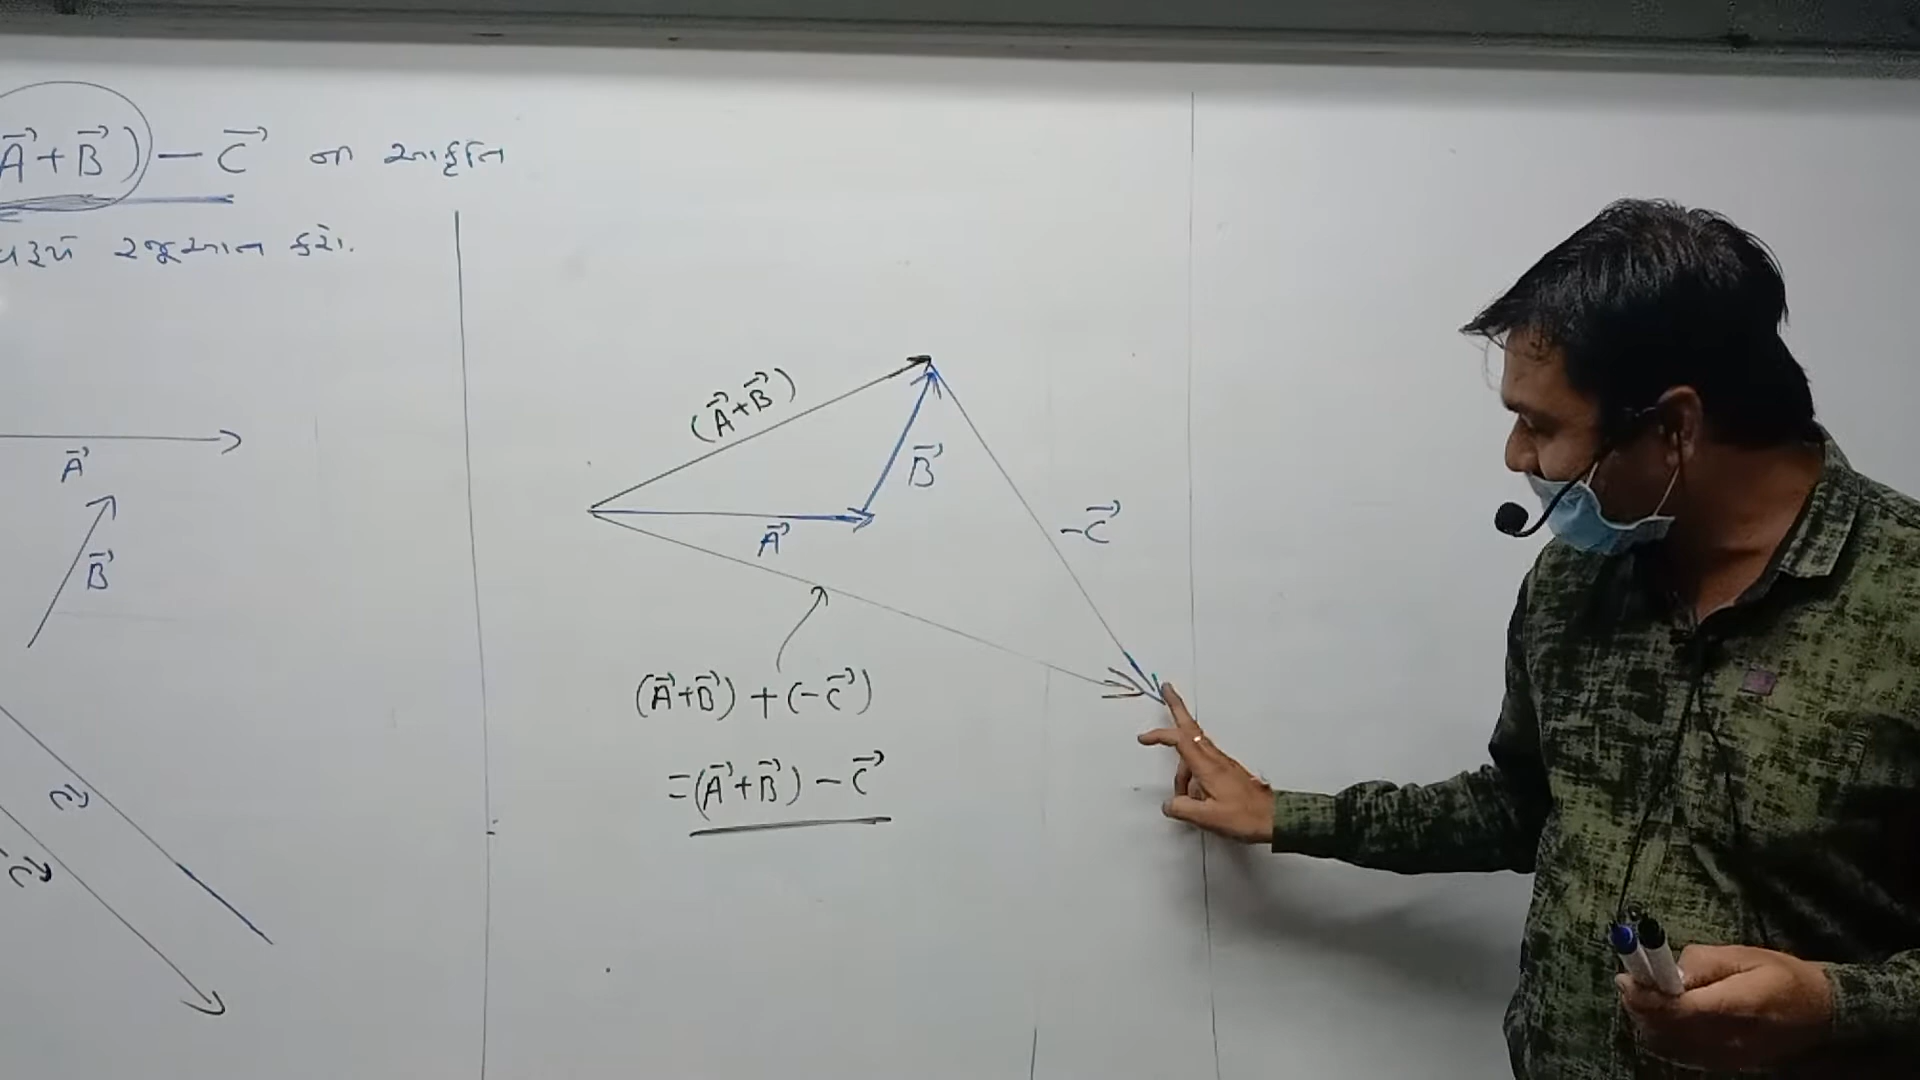 A⃗ + B⃗ ) − C⃗ ના આકૃતિ
રજૂઆત કરો.
A⃗
B⃗
C⃗
− C⃗
(A⃗+B⃗)
B⃗
A⃗
−C⃗
(A⃗+B⃗) + (−C⃗)
= (A⃗+B⃗) − C⃗